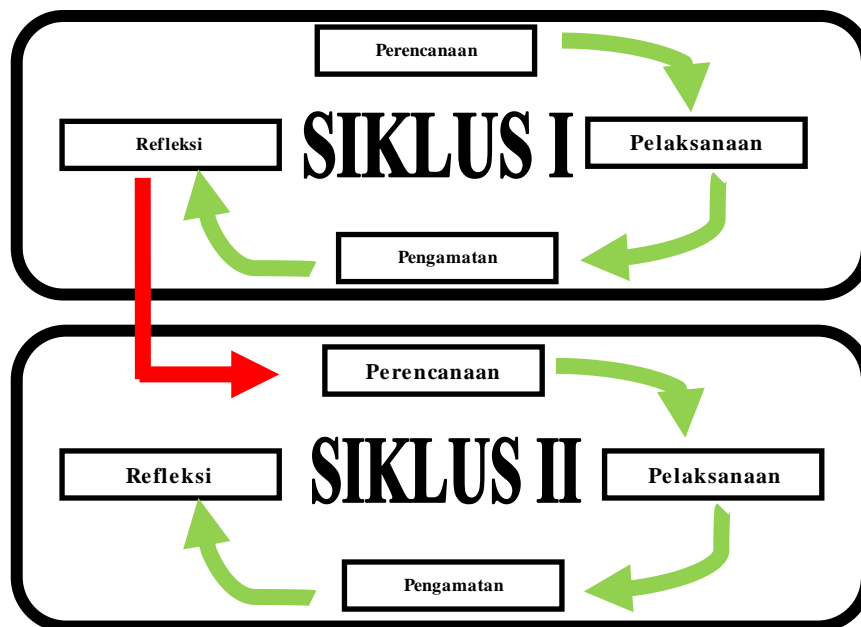 Perencanaan
Refleksi
SIKLUS I
Pelaksanaan
Pengamatan
Perencanaan
Refleksi
SIKLUS II
Pelaksanaan
Pengamatan